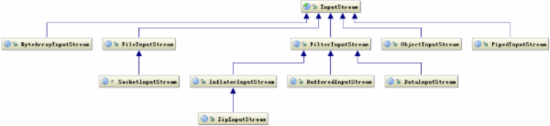 InputStream
ByteArrayInputStream
FileInputStream
FilterInputStream
ObjectInputStream
PipedInputStream
SocketInputStream
InflaterInputStream
BufferedInputStream
DataInputStream
ZipInputStream